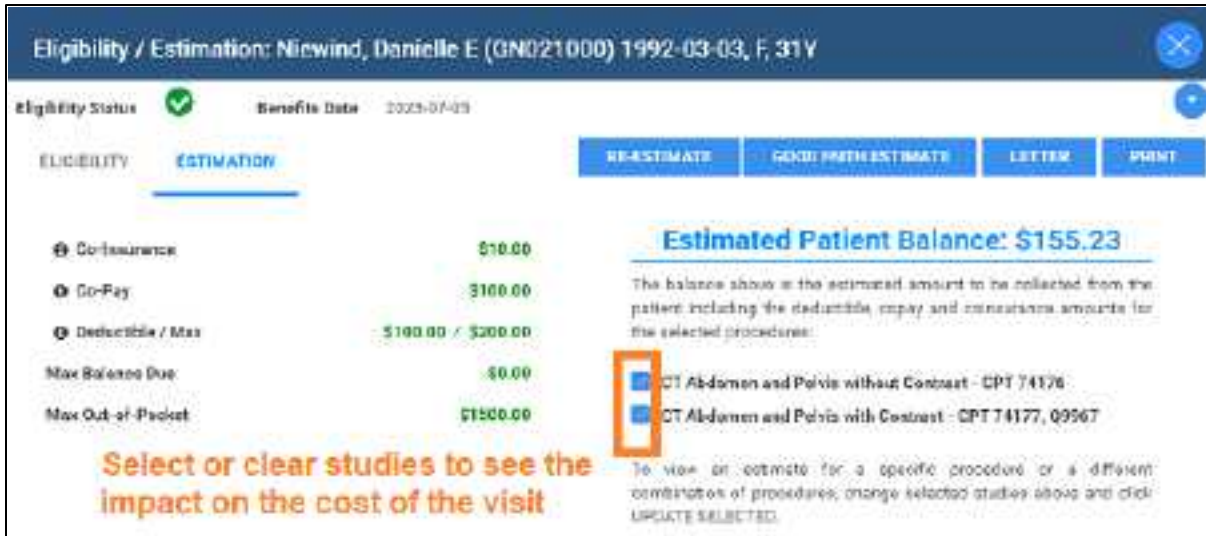 Eligibility / Estimation: Niewind, Danielle E (GN021000) 1992-03-03, F, 31Y
Eligibility Status Benefits Date
ELIGIBILITY ESTIMATION RE-ESTIMATE GOOD FAITH ESTIMATE LETTER PRINT
Estimated Patient Balance: $155.23
Co-Insurance $10.00
The balance above is the estimated amount to be collected from the
Co-Pay $100.00
patient including the deductible, copay and coinsurance amounts for
Deductible / Max $100.00 / $200.00
the selected procedures:
Max Balance Due $0.00
CT Abdomen and Pelvis without Contrast - CPT 74176
Max Out-of-Pocket $1500.00
CT Abdomen and Pelvis with Contrast - CPT 74177, Q9967
Select or clear studies to see the
impact on the cost of the visit
To view an estimate for a specific procedure or a different
combination of procedures, change selected studies above and click
UPDATE SELECTED.